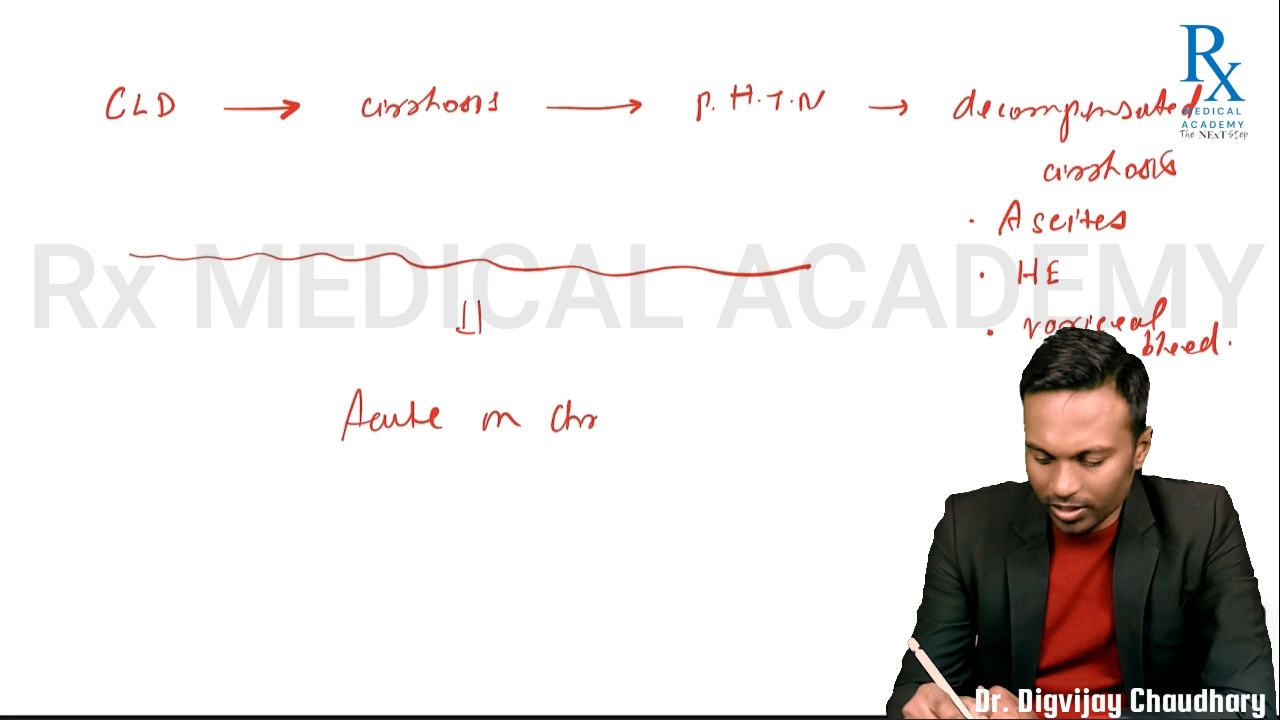 Rx
MEDICAL
ACADEMY
The NExT Step
CLD → cirrhosis → P.H.T.N → decompensated
cirrhosis
• Ascites
• HE
• variceal
bleed.
Rx MEDICAL ACADEMY
Acute on chr
Dr. Digvijay Chaudhary